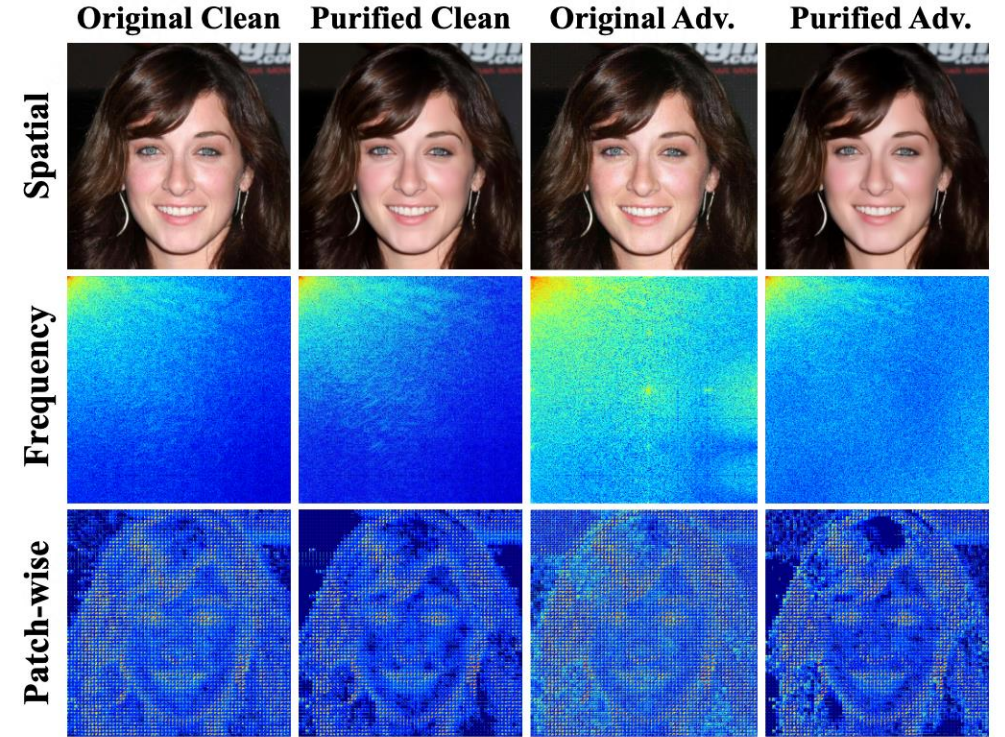 Original Clean Purified Clean Original Adv. Purified Adv.
Spatial
Frequency
Patch-wise